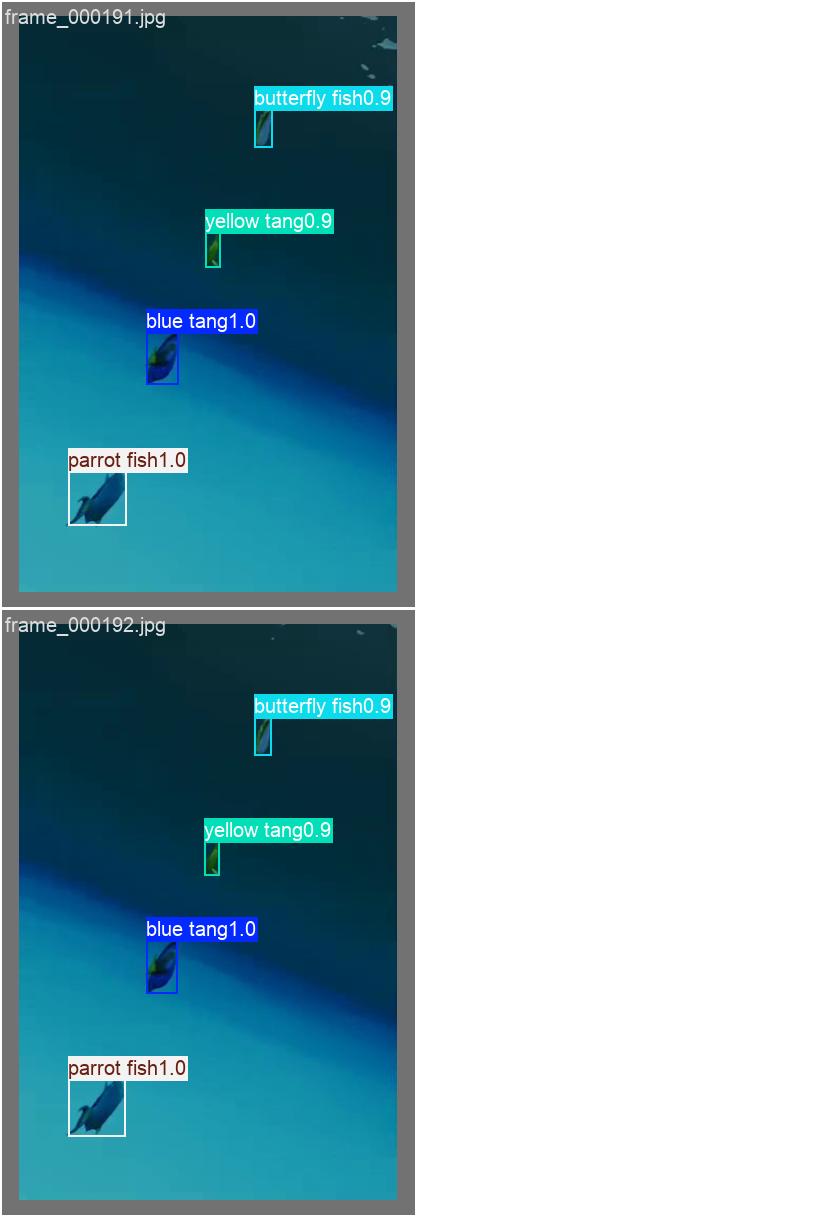 frame_000191.jpg
butterfly fish0.9
yellow tang0.9
blue tang1.0
parrot fish1.0
frame_000192.jpg
butterfly fish0.9
yellow tang0.9
blue tang1.0
parrot fish1.0